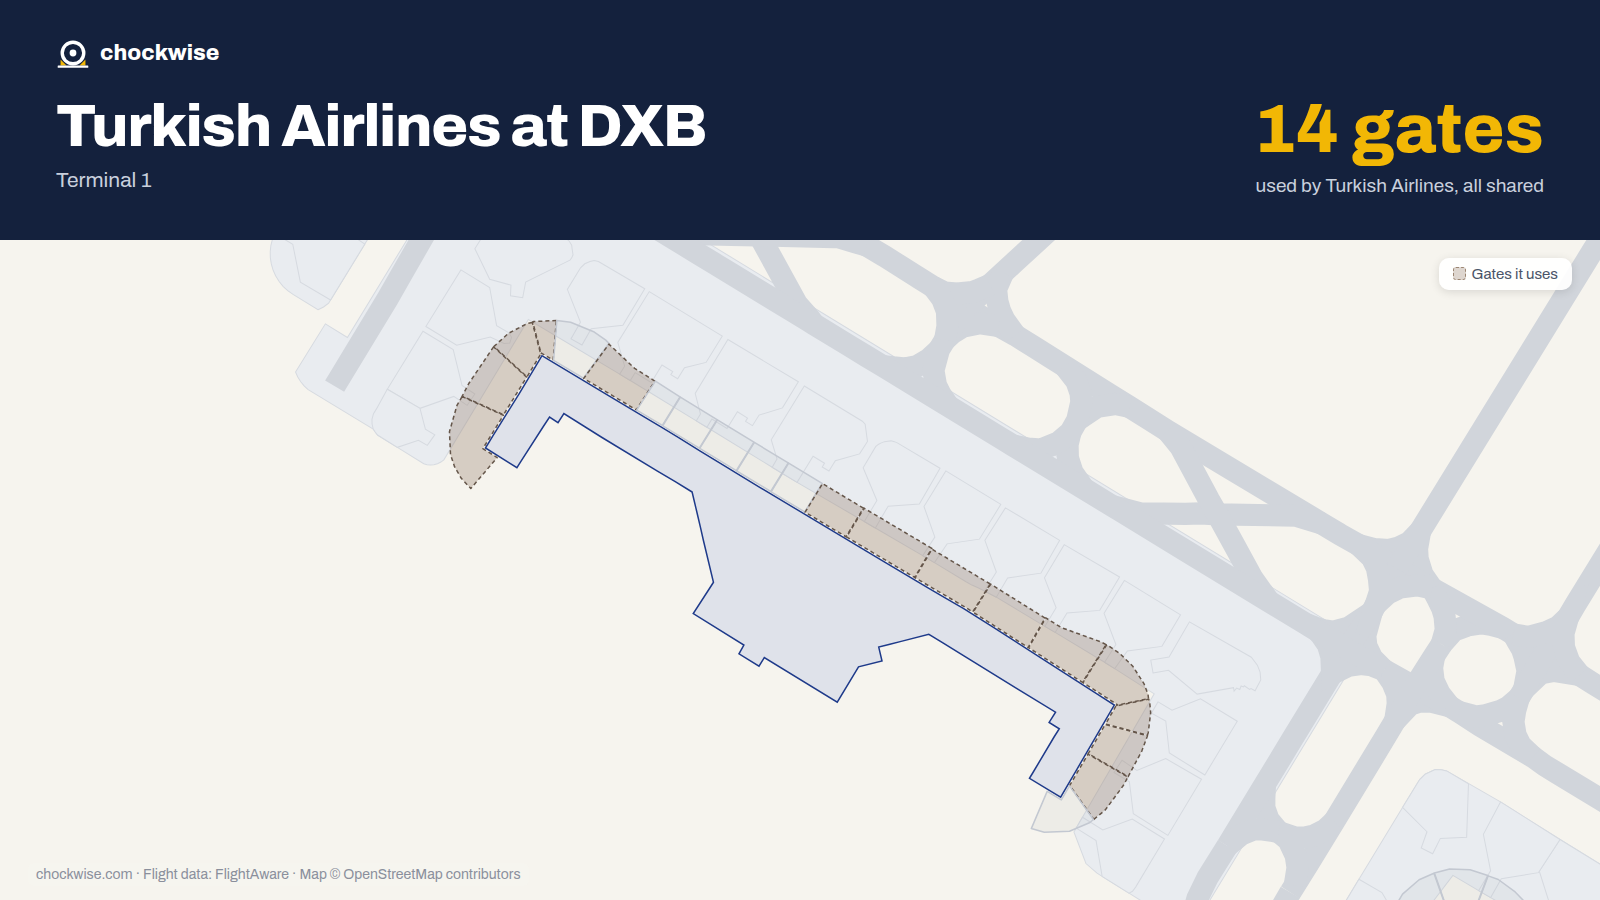 chockwise
Turkish Airlines at DXB
Terminal 1
14 gates
used by Turkish Airlines, all shared
Gates it uses
chockwise.com · Flight data: FlightAware · Map © OpenStreetMap contributors